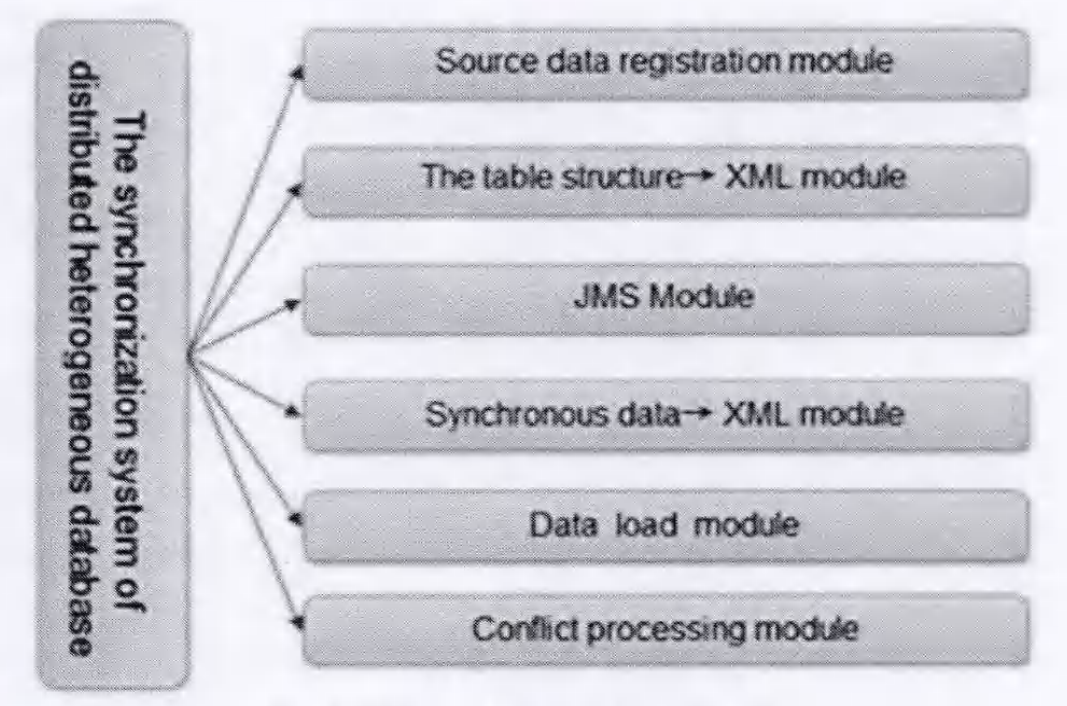 The synchronization system of
distributed heterogeneous database
Source data registration module
The table structure→ XML module
JMS Module
Synchronous data→ XML module
Data load module
Conflict processing module